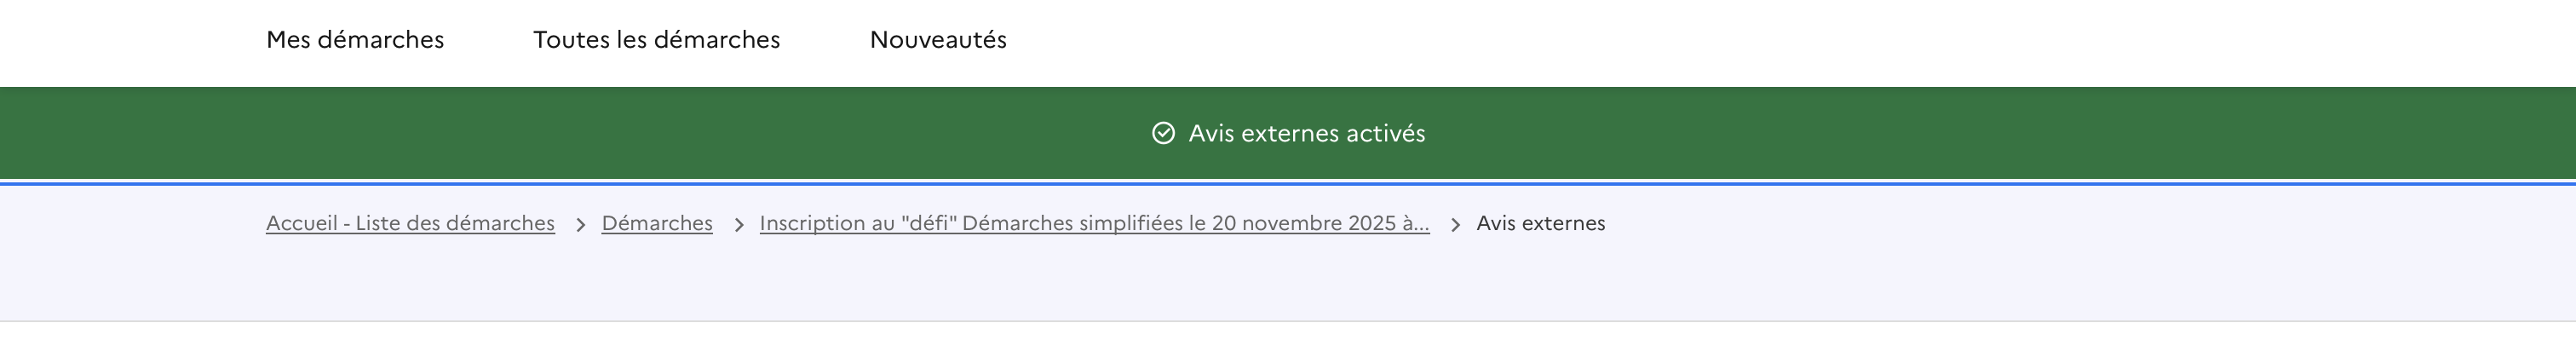 Mes démarches Toutes les démarches Nouveautés
Avis externes activés
Accueil - Liste des démarches > Démarches > Inscription au "défi" Démarches simplifiées le 20 novembre 2025 à... > Avis externes